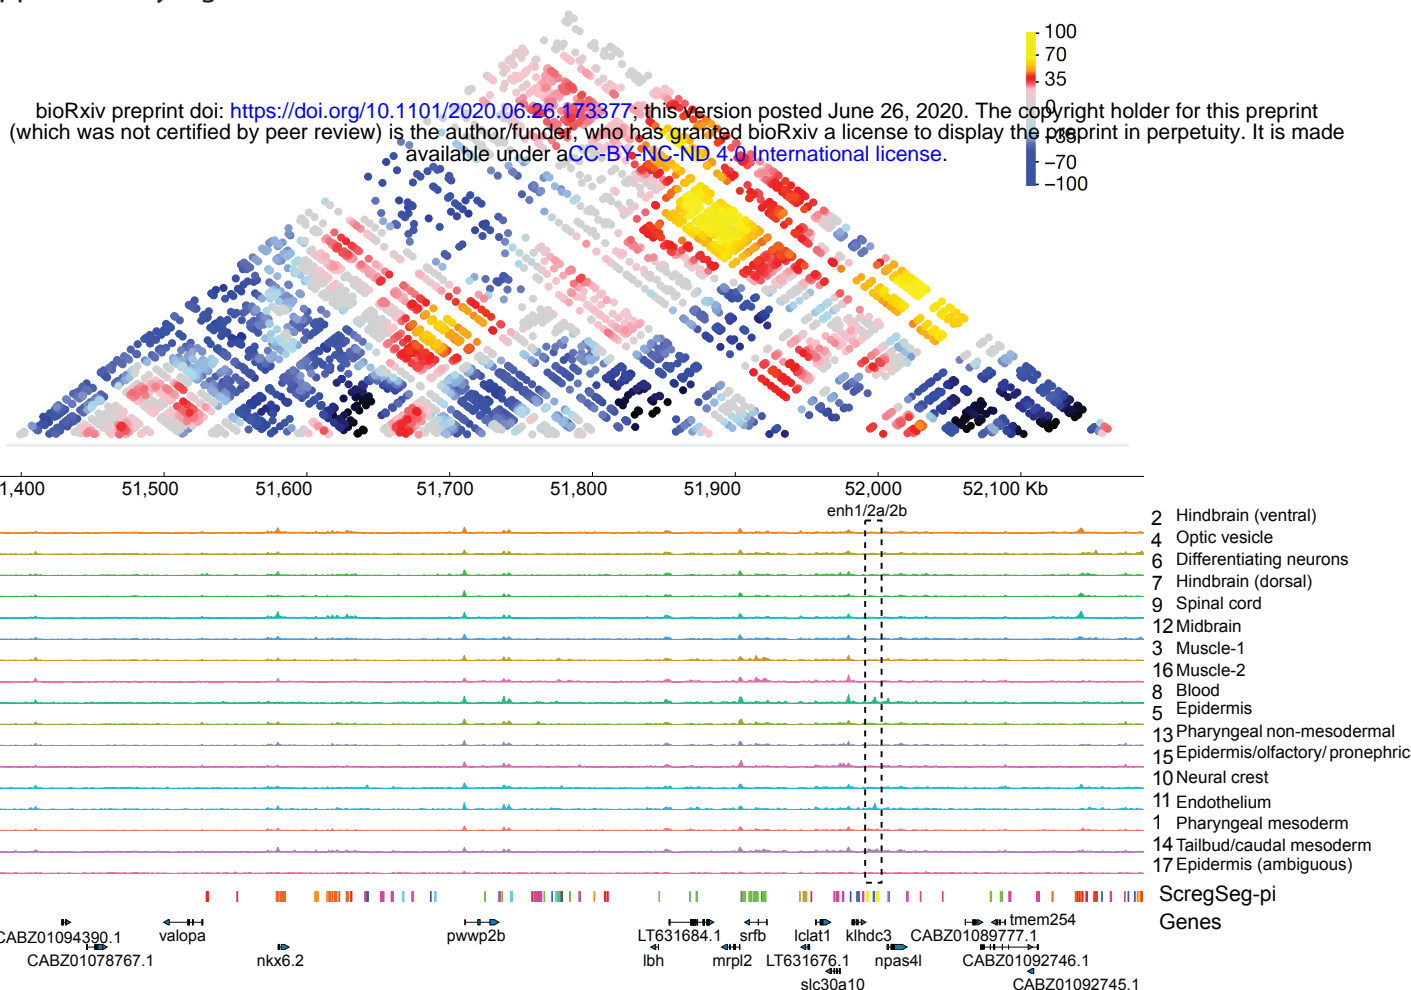 100
70
35
0
−35
−70
−100
bioRxiv preprint doi: https://doi.org/10.1101/2020.06.26.173377; this version posted June 26, 2020. The copyright holder for this preprint
(which was not certified by peer review) is the author/funder, who has granted bioRxiv a license to display the preprint in perpetuity. It is made
available under aCC-BY-NC-ND 4.0 International license.
1,400 51,500 51,600 51,700 51,800 51,900 52,000 52,100 Kb
enh1/2a/2b
2 Hindbrain (ventral)
4 Optic vesicle
6 Differentiating neurons
7 Hindbrain (dorsal)
9 Spinal cord
12 Midbrain
3 Muscle-1
16 Muscle-2
8 Blood
5 Epidermis
13 Pharyngeal non-mesodermal
15 Epidermis/olfactory/pronephric
10 Neural crest
11 Endothelium
1 Pharyngeal mesoderm
14 Tailbud/caudal mesoderm
17 Epidermis (ambiguous)
ScregSeg-pi
Genes
tmem254
CABZ01094390.1 valopa pwwp2b LT631684.1 srfb lclat1 klhdc3 CABZ01089777.1
CABZ01078767.1 nkx6.2 lbh mrpl2 LT631676.1 npas4l CABZ01092746.1
slc30a10 CABZ01092745.1